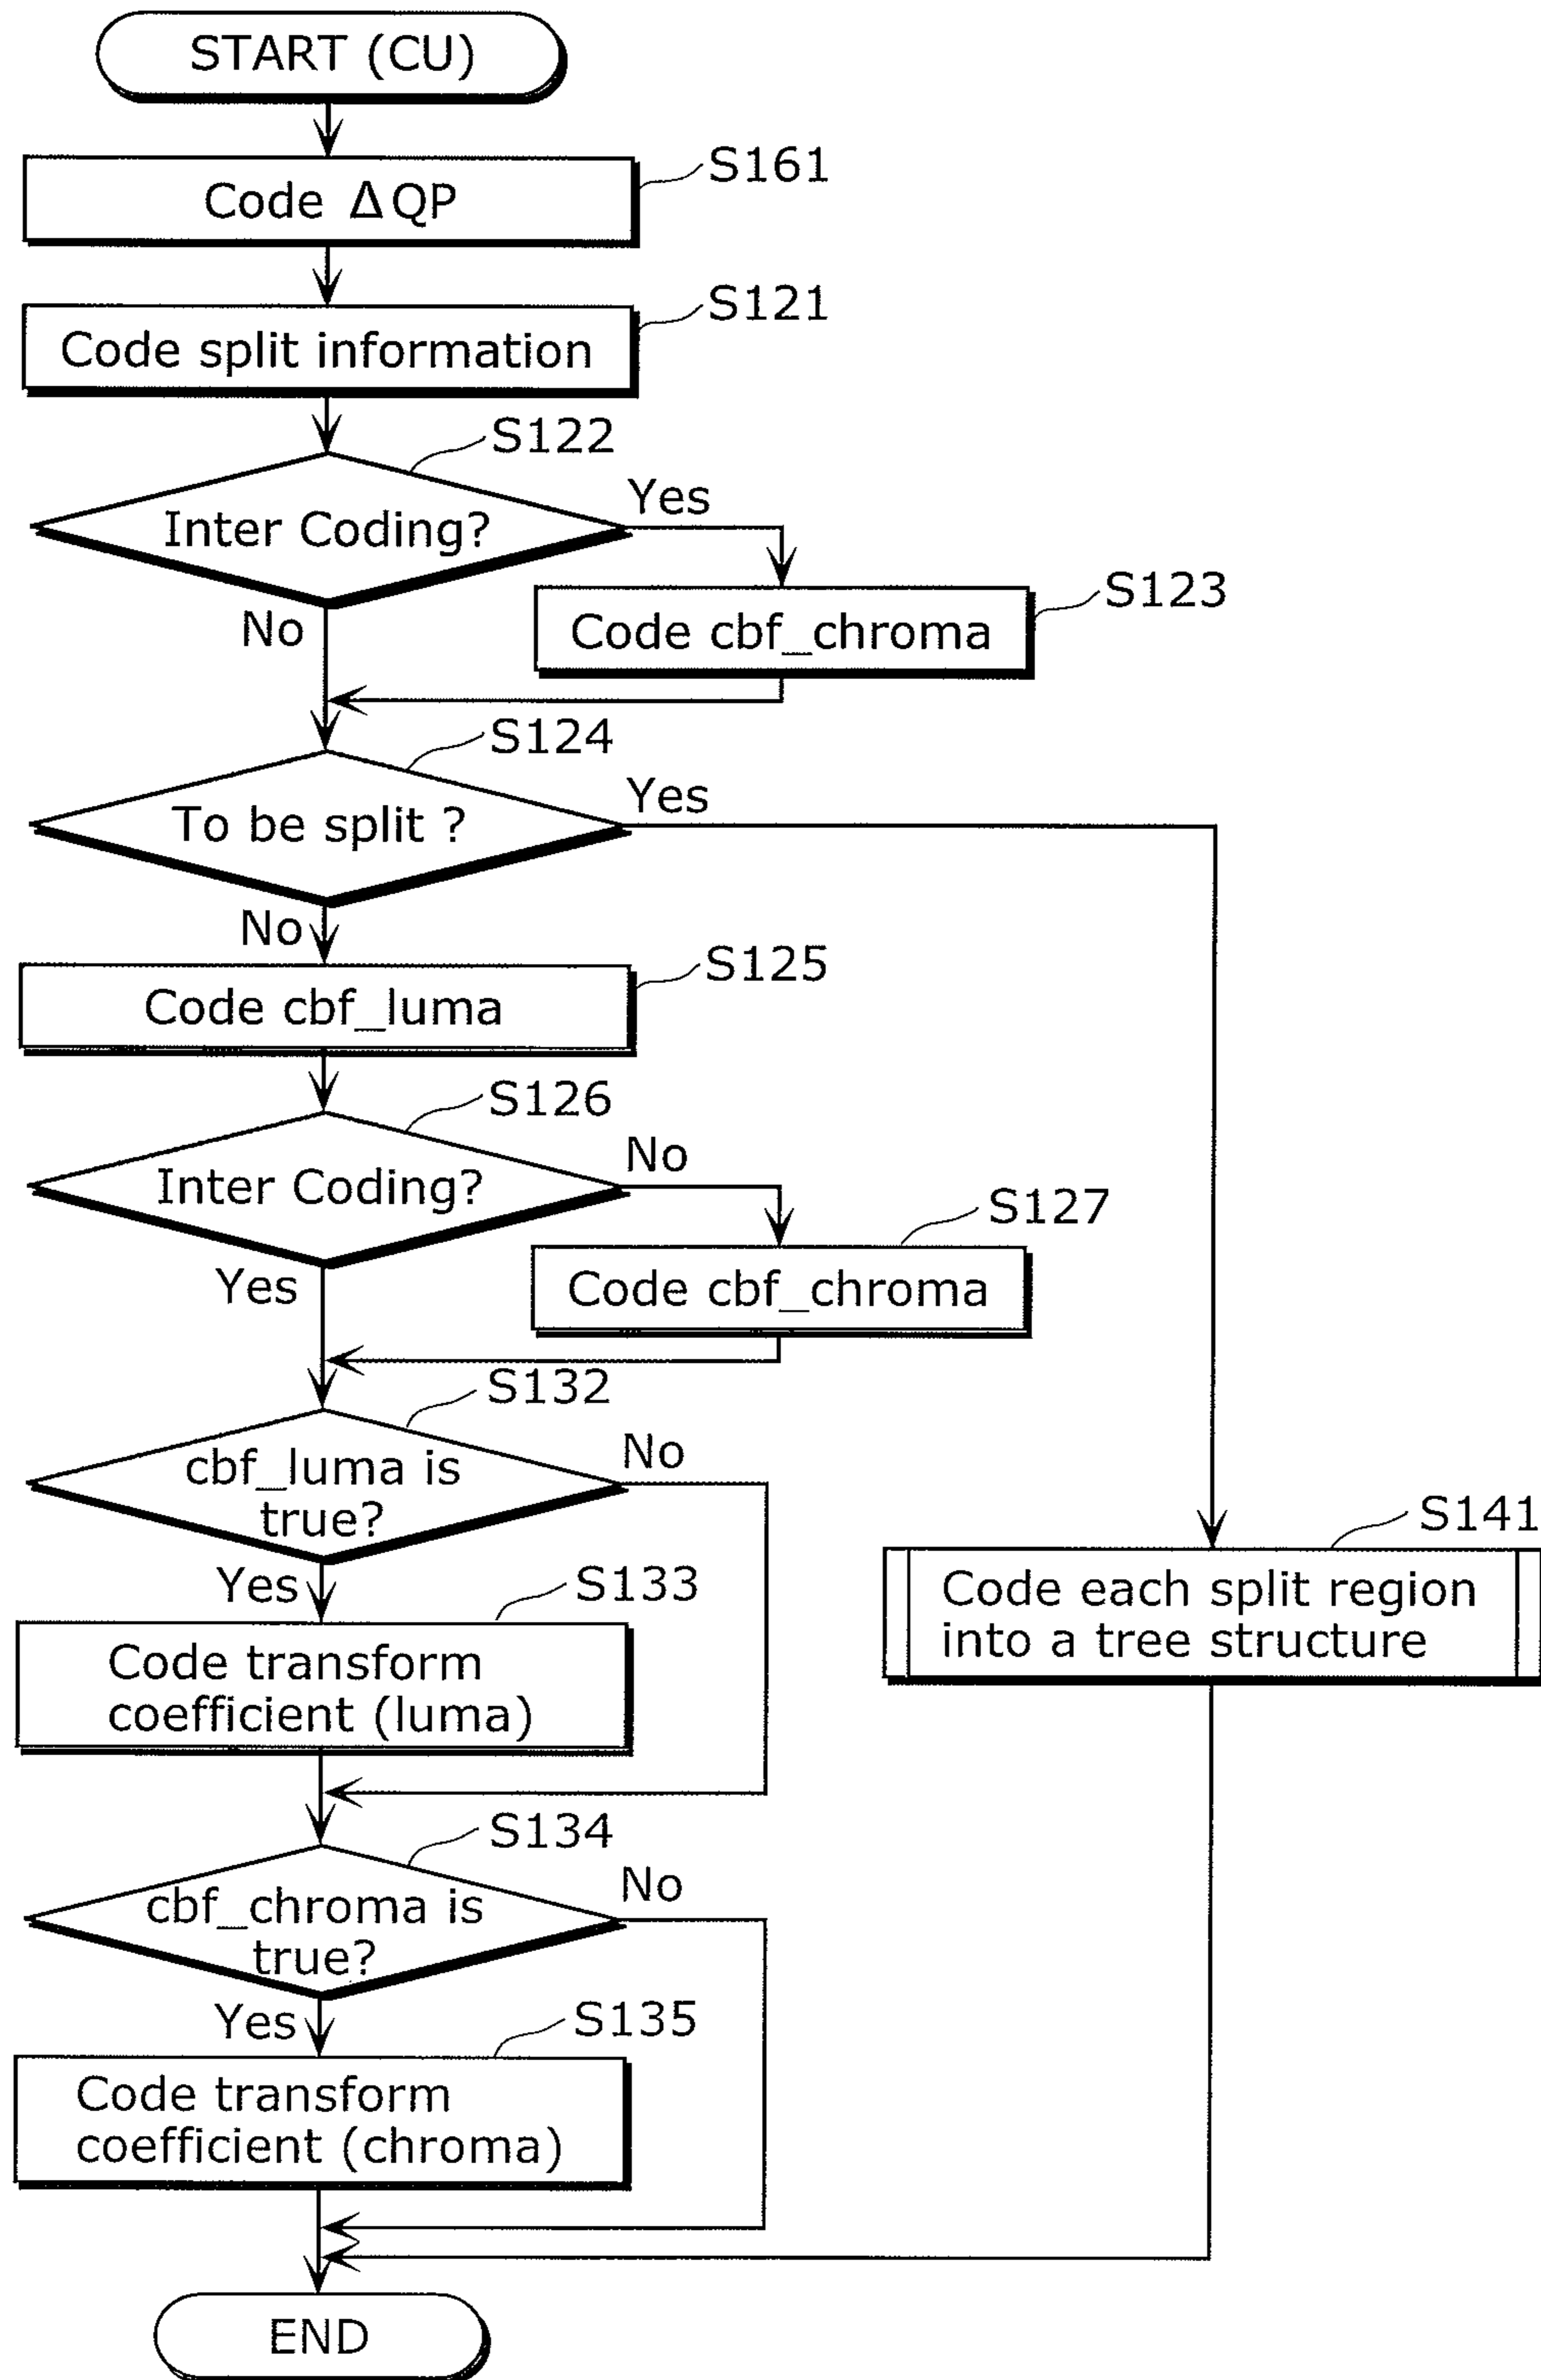 START (CU)
S161
Code ΔQP
S121
Code split information
S122
Inter Coding?
Yes
No
S123
Code cbf_chroma
S124
To be split ?
Yes
No
S125
Code cbf_luma
S126
Inter Coding?
No
Yes
S127
Code cbf_chroma
S132
cbf_luma is
true?
No
Yes
S133
Code transform
coefficient (luma)
S141
Code each split region
into a tree structure
S134
cbf_chroma is
true?
No
Yes
S135
Code transform
coefficient (chroma)
END